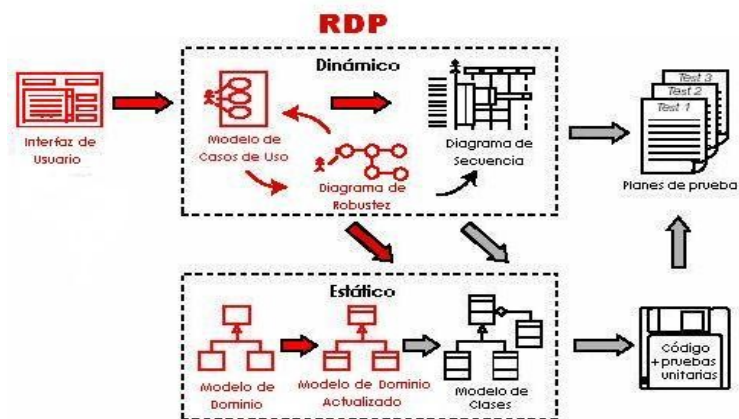 RDP
Dinámico
Interfaz de
Usuario
Modelo de
Casos de Uso
Diagrama de
Robustez
Diagrama de
Secuencia
Test 3
Test 2
Test 1
Planes de prueba
Estático
Modelo de
Dominio
Modelo de Dominio
Actualizado
Modelo de
Clases
Código
+pruebas
unitarias